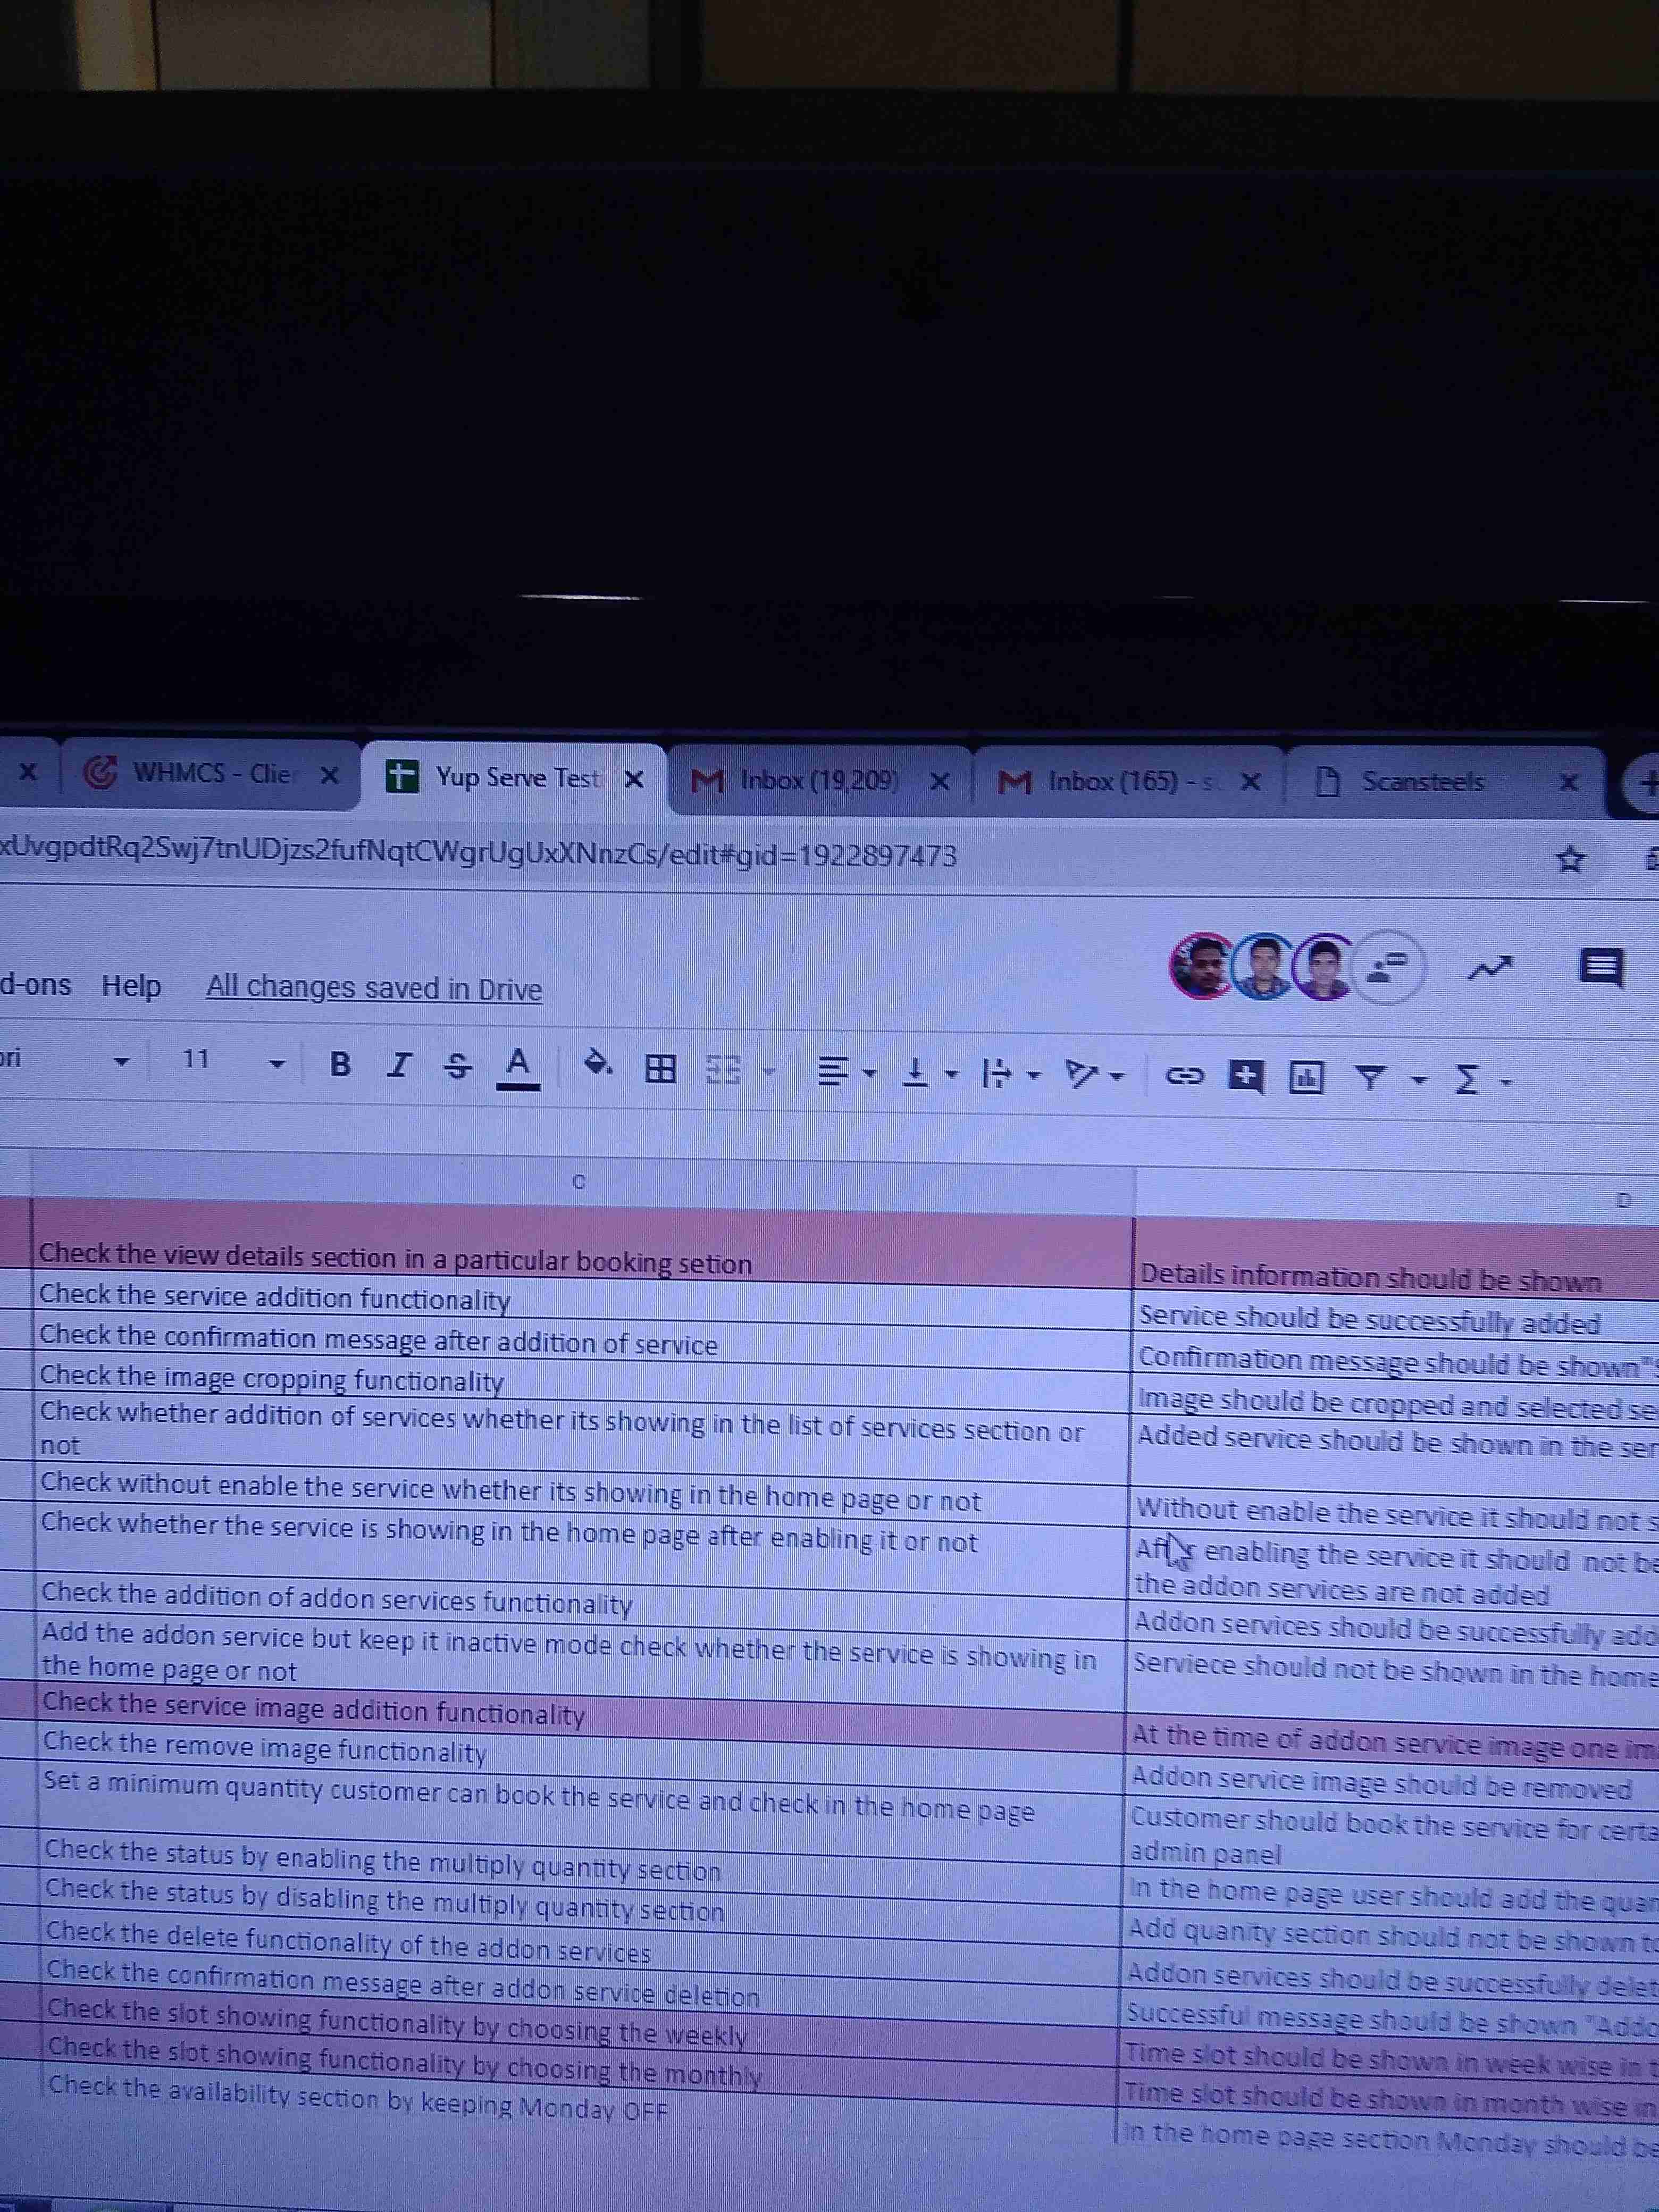 WHMCS - Clie
Yup Serve Test
Inbox (19,209)
Inbox (165) - s
Scansteels
xUvgpdtRq2Swj7tnUDjzs2fufNqtCWgrUgUxXNnzCs/edit#gid=1922897473
d-ons Help All changes saved in Drive
ori 11 B I S A
C D
Check the view details section in a particular booking setion
Details information should be shown
Check the service addition functionality
Service should be successfully added
Check the confirmation message after addition of service
Confirmation message should be shown"S
Check the image cropping functionality
Image should be cropped and selected se
Check whether addition of services whether its showing in the list of services section or
not
Added service should be shown in the ser
Check without enable the service whether its showing in the home page or not
Without enable the service it should not s
Check whether the service is showing in the home page after enabling it or not
enabling the service it should not be
the addon services are not added
Check the addition of addon services functionality
Addon services should be successfully add
Add the addon service but keep it inactive mode check whether the service is showing in
the home page or not
Serviece should not be shown in the home
Check the service image addition functionality
At the time of addon service image one im
Check the remove image functionality
Addon service image should be removed
Set a minimum quantity customer can book the service and check in the home page
Customer should book the service for certa
admin panel
Check the status by enabling the multiply quantity section
In the home page user should add the quan
Check the status by disabling the multiply quantity section
Add quanity section should not be shown to
Check the delete functionality of the addon services
Addon services should be successfully delet
Check the confirmation message after addon service deletion
Successful message should be shown "Addo
Check the slot showing functionality by choosing the weekly
Time slot should be shown in week wise in t
Check the slot showing functionality by choosing the monthly
Time slot should be shown in month wise in
Check the availability section by keeping Monday OFF
in the home page section Monday should be